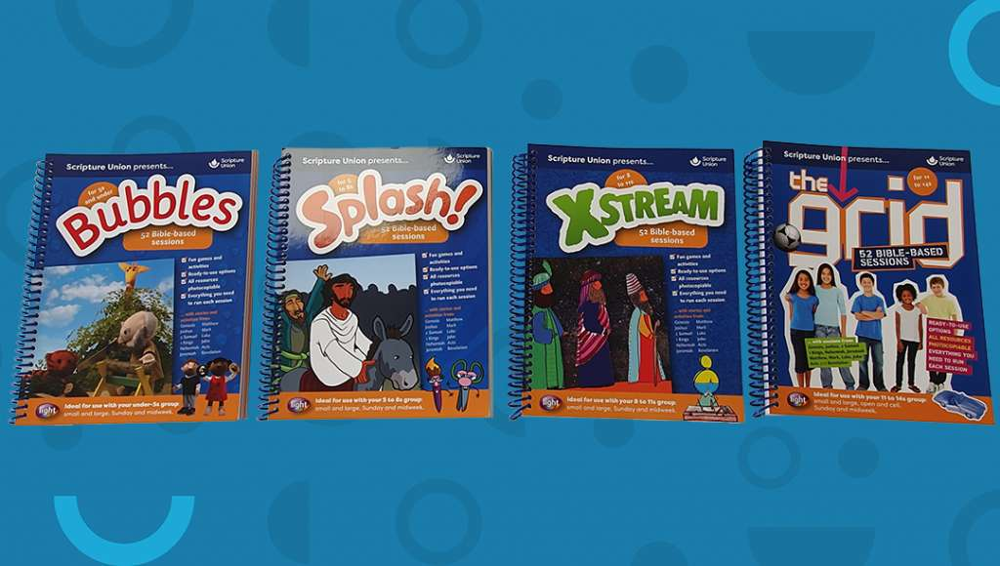 Scripture Union presents...
Scripture
Union
for 5s
and under
Bubbles
52 Bible-based
sessions
Fun games and
activities
Ready-to-use options
All resources
photocopiable
Everything you need
to run each session
with stories and
activities from:
Genesis Matthew
Joshua Mark
2 Samuel Luke
1 Kings John
Nehemiah Acts
Jeremiah Revelation
light
Ideal for use with your under-5s group:
small and large, Sunday and midweek.
Scripture Union presents...
Scripture
Union
for 5
to 8s
Splash!
52 Bible-based
sessions
Fun games and
activities
Ready-to-use options
All resources
photocopiable
Everything you need
to run each session
with stories and
activities from:
Genesis Matthew
Joshua Mark
2 Samuel Luke
1 Kings John
Nehemiah Acts
Jeremiah Revelation
light
Ideal for use with your 5 to 8s group:
small and large, Sunday and midweek.
Scripture Union presents...
Scripture
Union
for 8
to 11s
XSTREAM
52 Bible-based
sessions
Fun games and
activities
Ready-to-use options
All resources
photocopiable
Everything you need
to run each session
with stories and
activities from:
Genesis Matthew
Joshua Mark
2 Samuel Luke
1 Kings John
Nehemiah Acts
Jeremiah Revelation
light
Ideal for use with your 8 to 11s group:
small and large, Sunday and midweek.
Scripture Union presents...
Scripture
Union
for 11
to 14s
the
grid
52 BIBLE-BASED
SESSIONS
READY-TO-USE
OPTIONS
ALL RESOURCES
PHOTOCOPIABLE
EVERYTHING YOU
NEED TO RUN
EACH SESSION
Genesis, Joshua, 2 Samuel
1 Kings, Nehemiah, Jeremiah
Matthew, Mark, Luke, John
Acts
light
Ideal for use with your 11 to 14s group:
small and large, open and cell.
Sunday and midweek.